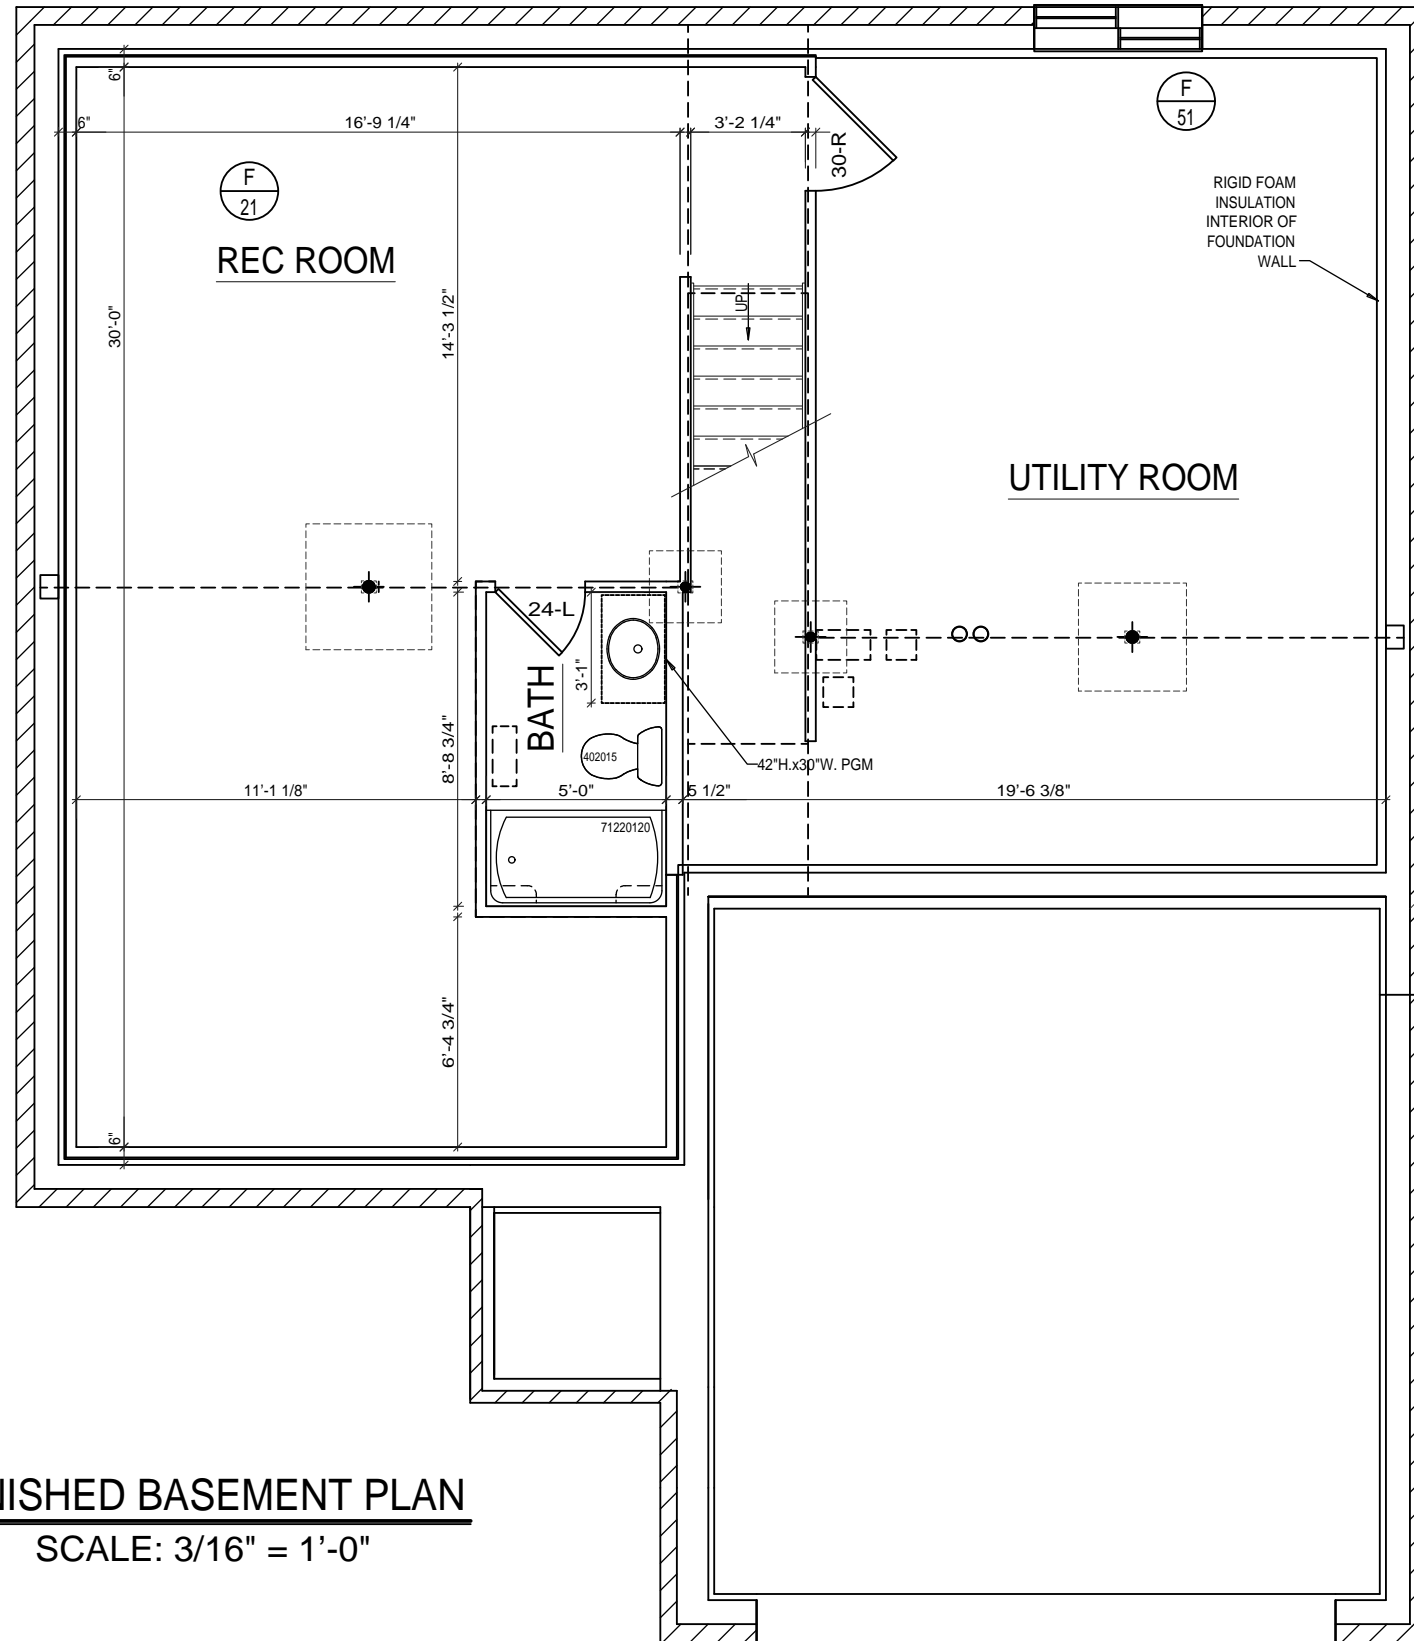 6"
6"
16'-9 1/4"
3'-2 1/4"
30-R
F
51
F
21
REC ROOM
RIGID FOAM
INSULATION
INTERIOR OF
FOUNDATION
WALL
30'-0"
14'-3 1/2"
UP
UTILITY ROOM
24-L
BATH
3'-1"
402015
8'-8 3/4"
42"H.x30"W. PGM
11'-1 1/8"
5'-0"
5 1/2"
19'-6 3/8"
71220120
6'-4 3/4"
6"
NISHED BASEMENT PLAN
SCALE: 3/16" = 1'-0"